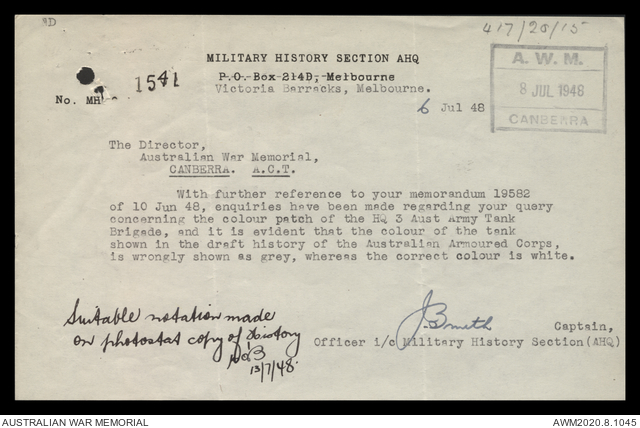 417/20/15
MILITARY HISTORY SECTION AHQ
P.O. Box 214D, Melbourne
Victoria Barracks, Melbourne.
No. MH 1541
6 Jul 48
A.W.M.
8 JUL 1948
CANBERRA
The Director,
Australian War Memorial,
CANBERRA. A.C.T.
With further reference to your memorandum 19582
of 10 Jun 48, enquiries have been made regarding your query
concerning the colour patch of the HQ 3 Aust Army Tank
Brigade, and it is evident that the colour of the tank
shown in the draft history of the Australian Armoured Corps,
is wrongly shown as grey, whereas the correct colour is white.
Suitable notation made
on photostat copy of History
13/7/48.
J Smith Captain,
Officer i/c Military History Section(AHQ)
AUSTRALIAN WAR MEMORIAL
AWM2020.8.1045